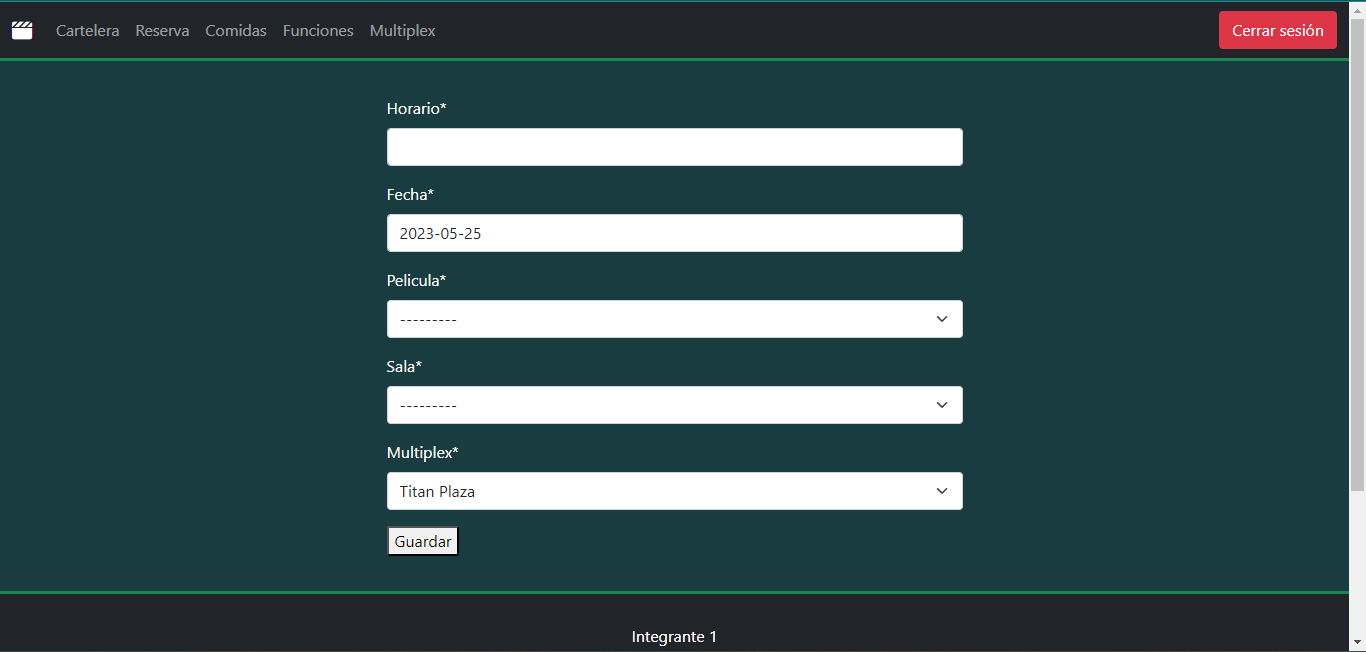 Cartelera Reserva Comidas Funciones Multiplex Cerrar sesión
Horario*
Fecha*
2023-05-25
Pelicula*
---------
Sala*
---------
Multiplex*
Titan Plaza
Guardar
Integrante 1